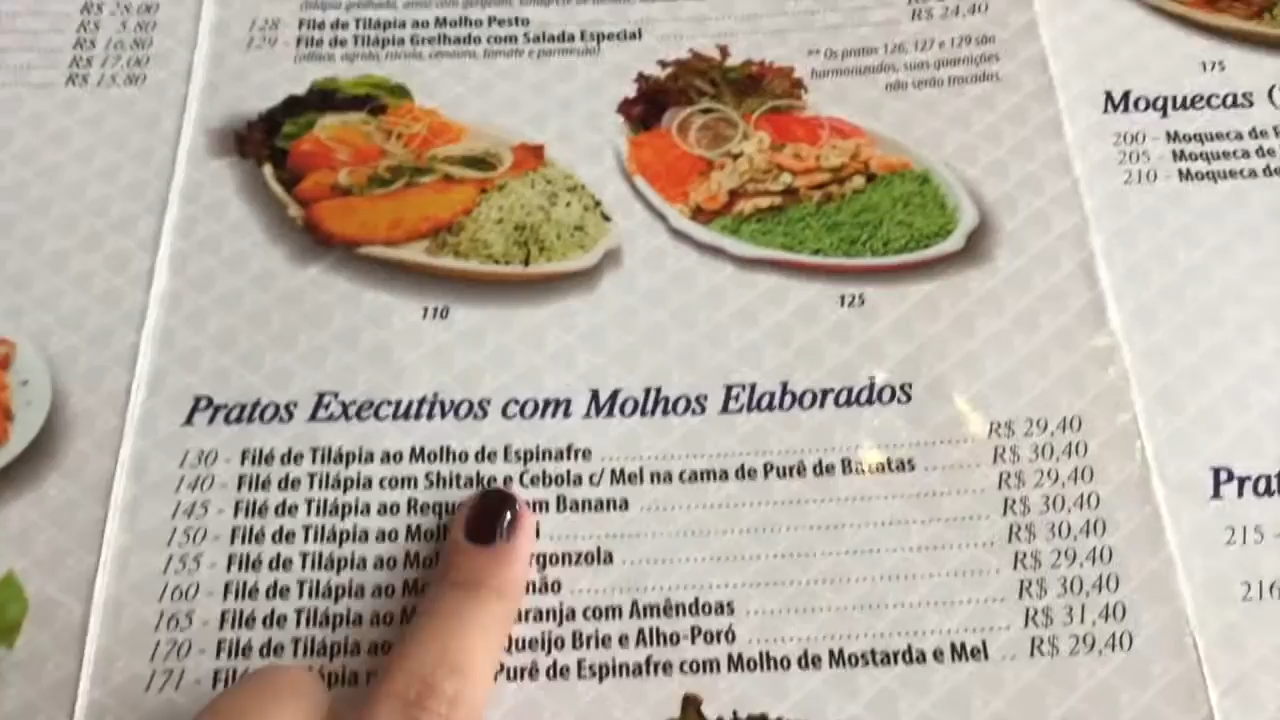 R$ 28.00
R$ 5.80
R$ 16.80
R$ 17.00
R$ 15.80
128 - Filé de Tilápia ao Molho Pesto
R$ 24,40
129 - Filé de Tilápia Grelhado com Salada Especial
(alface, agrião, rúcula, cenoura, tomate e parmesão)
** Os pratos 126, 127 e 129 são
harmonizados, suas guarnições
não serão trocadas.
110
125
Pratos Executivos com Molhos Elaborados
130 - Filé de Tilápia ao Molho de Espinafre R$ 29,40
140 - Filé de Tilápia com Shitake e Cebola c/ Mel na cama de Purê de Batatas R$ 30,40
145 - Filé de Tilápia ao Banana R$ 29,40
150 - Filé de Tilápia ao R$ 30,40
155 - Filé de Tilápia ao R$ 30,40
160 - Filé de Tilápia ao R$ 29,40
165 - Filé de Tilápia ao com Amêndoas R$ 30,40
170 - Filé de Tilápia ao Queijo Brie e Alho-Poró R$ 31,40
171 - Purê de Espinafre com Molho de Mostarda e Mel R$ 29,40
175
Moquecas (
200 - Moqueca de
205 - Moqueca de
210 - Moqueca de
215 -
216